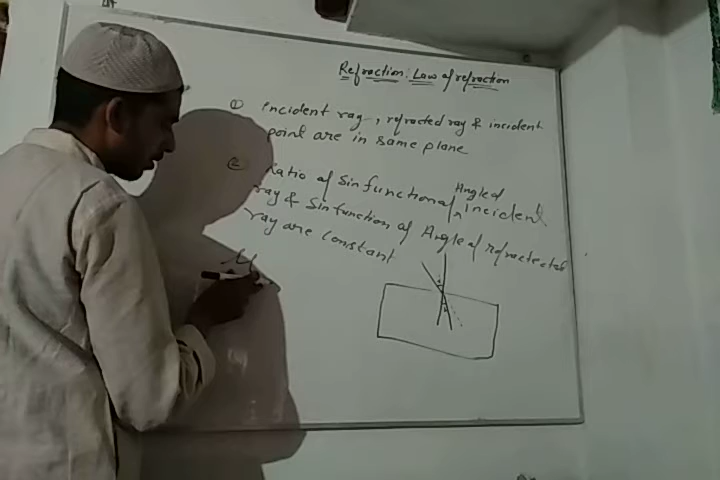 Refraction: Law of refraction
① Incident ray, refracted ray & incident
point are in same plane
② Ratio of Sin function of Angle of Incident
ray & Sin function of Angle of refracted
ray are constant
μ